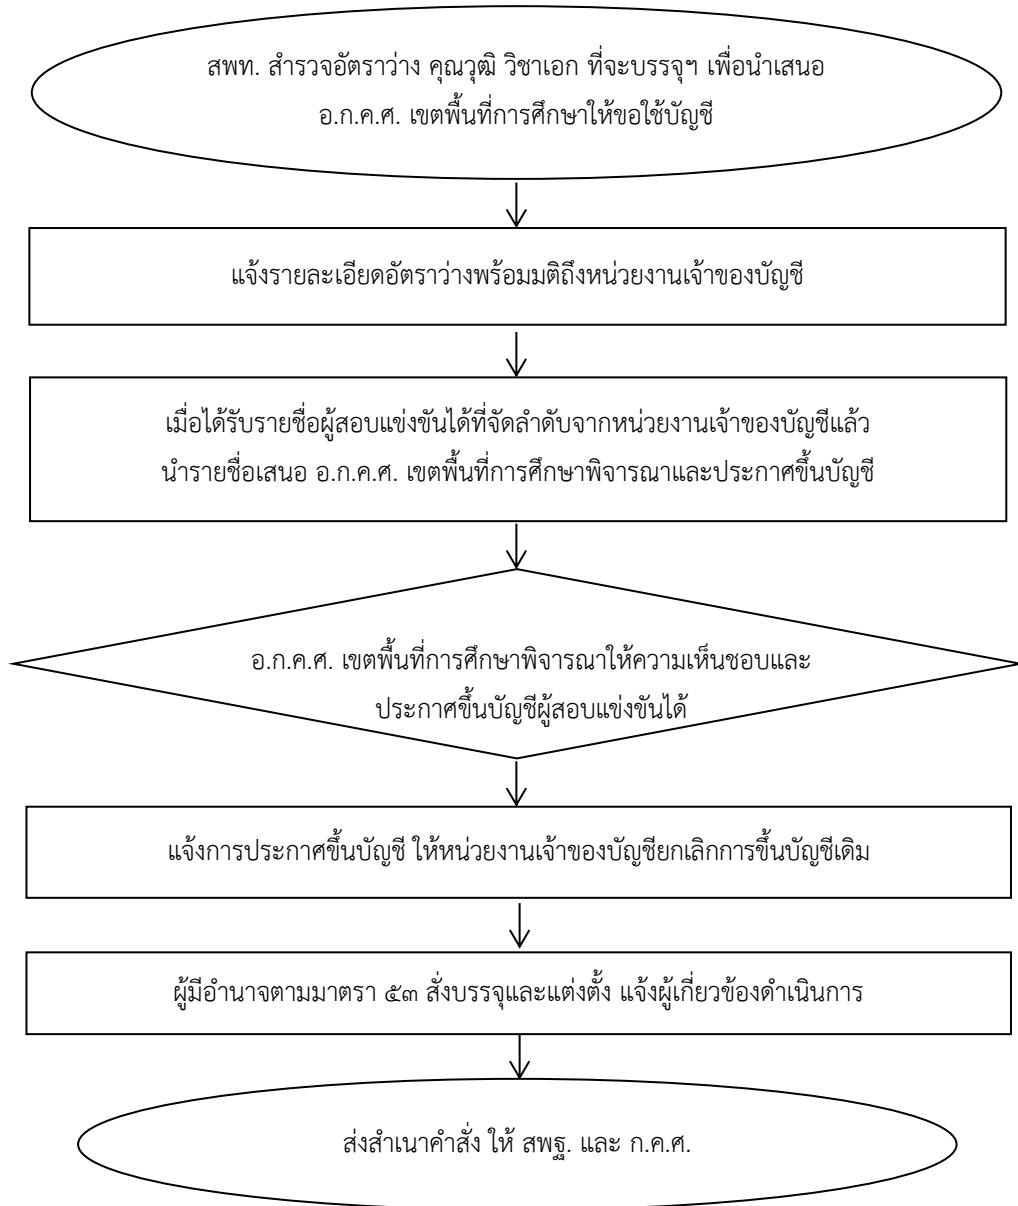 สพท. สำรวจอัตราว่าง คุณวุฒิ วิชาเอก ที่จะบรรจุฯ เพื่อนำเสนอ
อ.ก.ค.ศ. เขตพื้นที่การศึกษาให้ขอใช้บัญชี
แจ้งรายละเอียดอัตราว่างพร้อมมติถึงหน่วยงานเจ้าของบัญชี
เมื่อได้รับรายชื่อผู้สอบแข่งขันได้ที่จัดลำดับจากหน่วยงานเจ้าของบัญชีแล้ว
นำรายชื่อเสนอ อ.ก.ค.ศ. เขตพื้นที่การศึกษาพิจารณาและประกาศขึ้นบัญชี
อ.ก.ค.ศ. เขตพื้นที่การศึกษาพิจารณาให้ความเห็นชอบและ
ประกาศขึ้นบัญชีผู้สอบแข่งขันได้
แจ้งการประกาศขึ้นบัญชี ให้หน่วยงานเจ้าของบัญชียกเลิกการขึ้นบัญชีเดิม
ผู้มีอำนาจตามมาตรา ๕๓ สั่งบรรจุและแต่งตั้ง แจ้งผู้เกี่ยวข้องดำเนินการ
ส่งสำเนาคำสั่ง ให้ สพฐ. และ ก.ค.ศ.